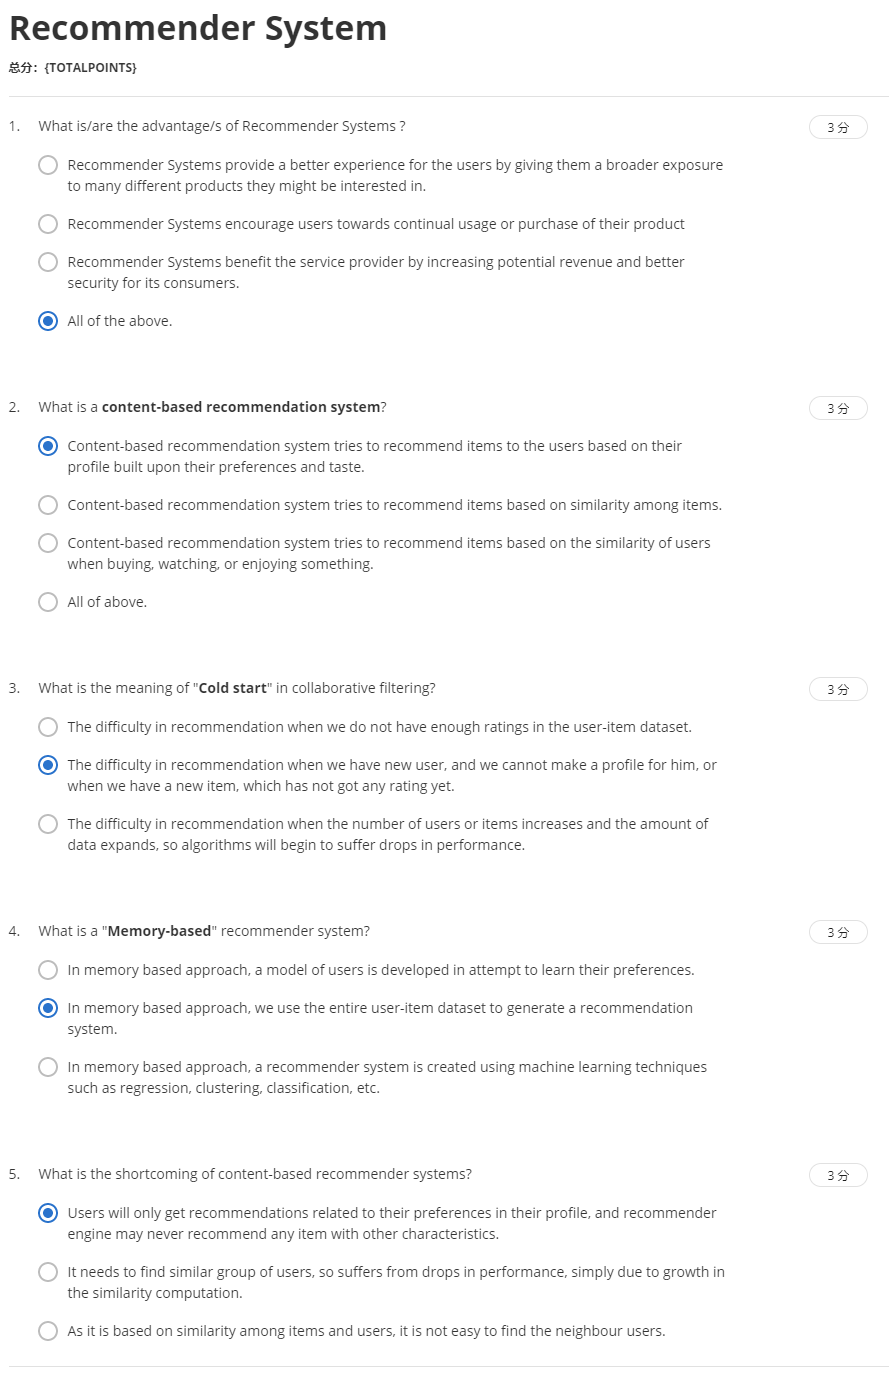 Recommender System
总分: {TOTALPOINTS}
1. What is/are the advantage/s of Recommender Systems ?
3 分
Recommender Systems provide a better experience for the users by giving them a broader exposure
to many different products they might be interested in.
Recommender Systems encourage users towards continual usage or purchase of their product
Recommender Systems benefit the service provider by increasing potential revenue and better
security for its consumers.
All of the above.
2. What is a content-based recommendation system?
3 分
Content-based recommendation system tries to recommend items to the users based on their
profile built upon their preferences and taste.
Content-based recommendation system tries to recommend items based on similarity among items.
Content-based recommendation system tries to recommend items based on the similarity of users
when buying, watching, or enjoying something.
All of above.
3. What is the meaning of "Cold start" in collaborative filtering?
3 分
The difficulty in recommendation when we do not have enough ratings in the user-item dataset.
The difficulty in recommendation when we have new user, and we cannot make a profile for him, or
when we have a new item, which has not got any rating yet.
The difficulty in recommendation when the number of users or items increases and the amount of
data expands, so algorithms will begin to suffer drops in performance.
4. What is a "Memory-based" recommender system?
3 分
In memory based approach, a model of users is developed in attempt to learn their preferences.
In memory based approach, we use the entire user-item dataset to generate a recommendation
system.
In memory based approach, a recommender system is created using machine learning techniques
such as regression, clustering, classification, etc.
5. What is the shortcoming of content-based recommender systems?
3 分
Users will only get recommendations related to their preferences in their profile, and recommender
engine may never recommend any item with other characteristics.
It needs to find similar group of users, so suffers from drops in performance, simply due to growth in
the similarity computation.
As it is based on similarity among items and users, it is not easy to find the neighbour users.